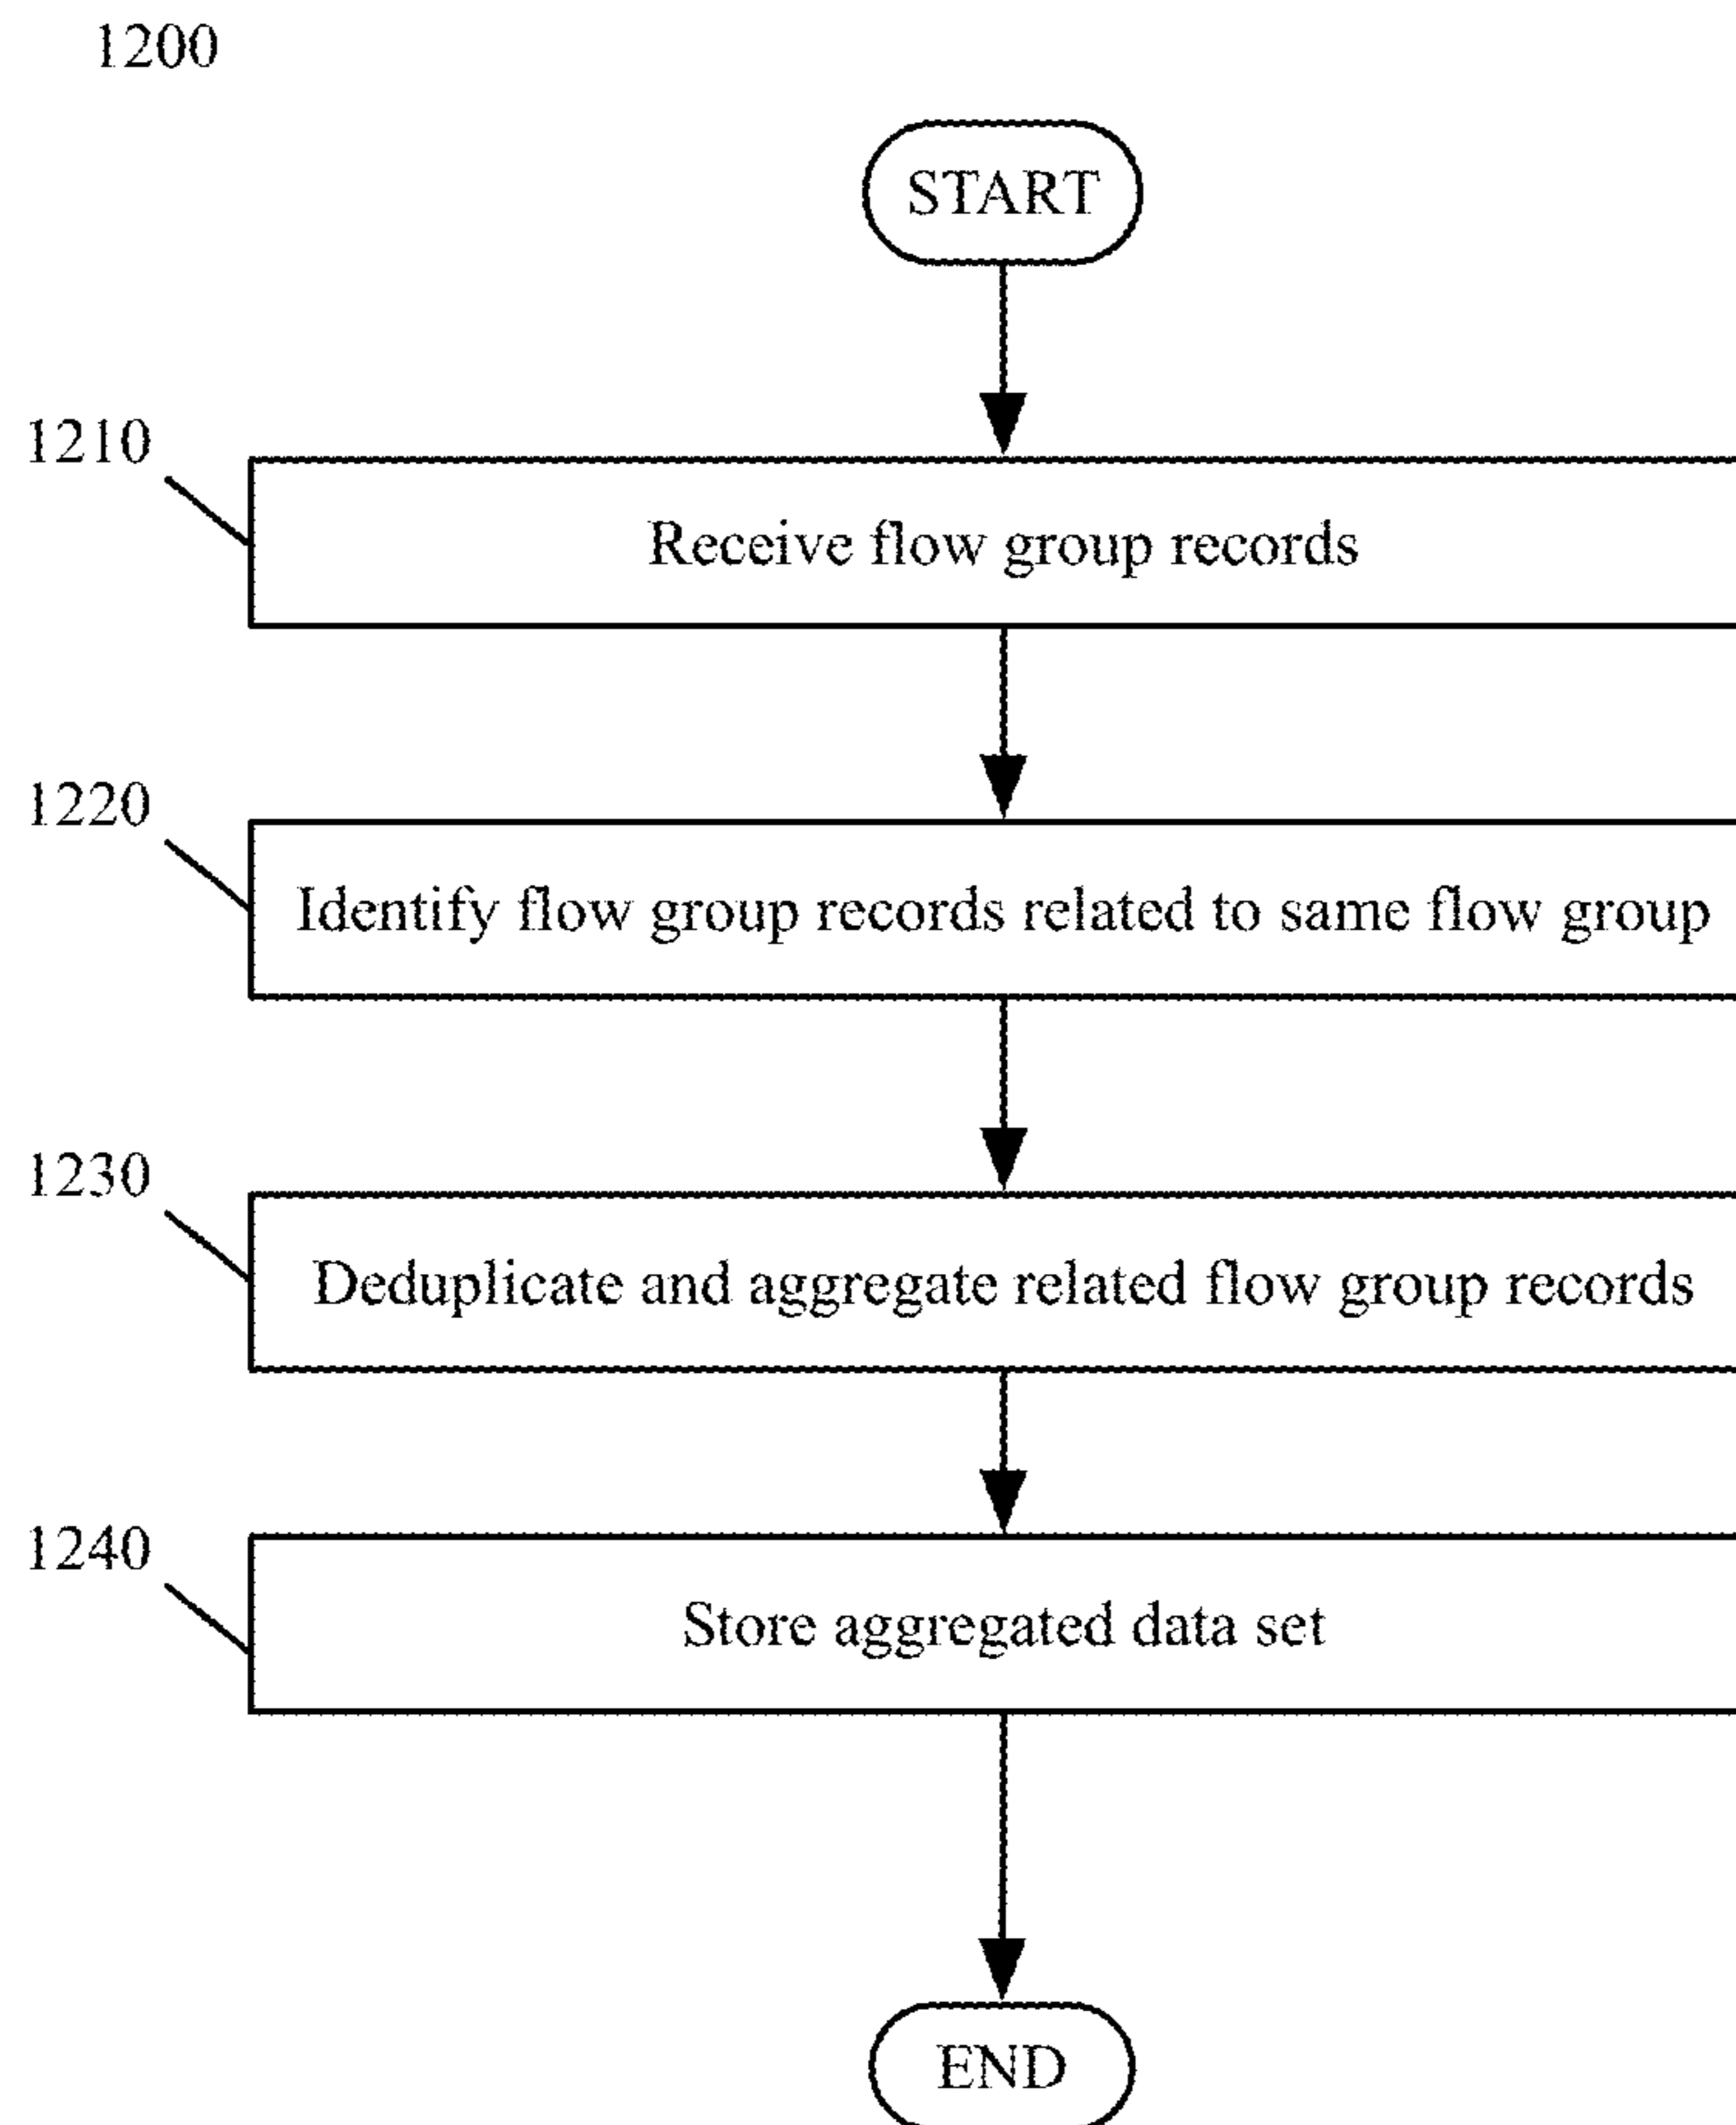 1200
START
1210
Receive flow group records
1220
Identify flow group records related to same flow group
1230
Deduplicate and aggregate related flow group records
1240
Store aggregated data set
END